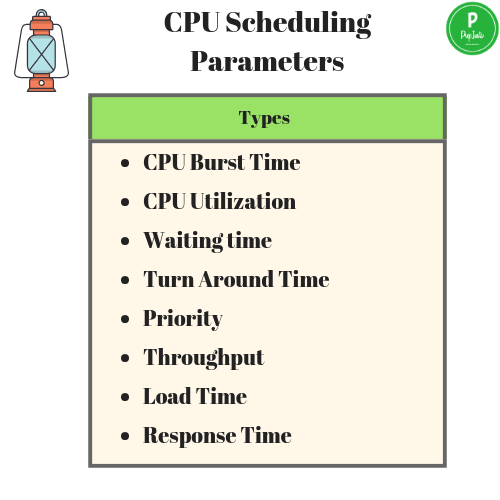 CPU Scheduling
Parameters
P
Types
• CPU Burst Time
• CPU Utilization
• Waiting time
• Turn Around Time
• Priority
• Throughput
• Load Time
• Response Time